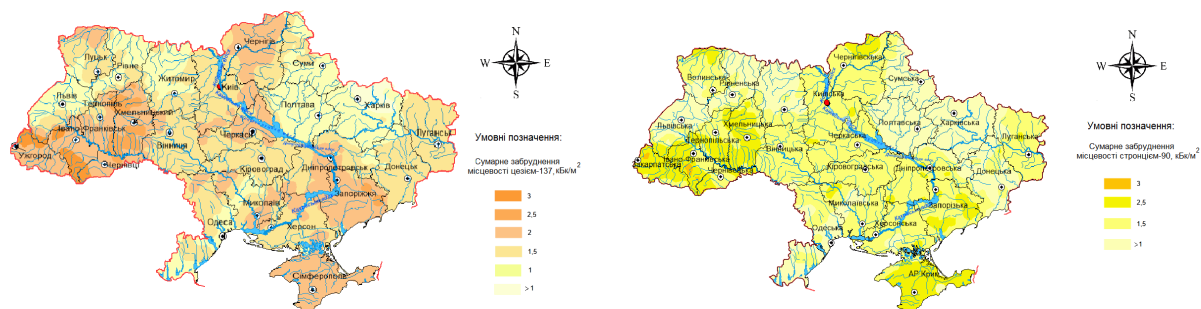 N
W E
S
Чернігів
Луцьк
Рівне
Суми
Житомир
Київ
Львів
Тернопіль
Хмельницький
Полтава
Харків
Івано-Франківськ
Черкаси
Луганськ
Вінниця
Ужгород
Чернівці
Кіровоград
Дніпропетровськ
Донецьк
Запоріжжя
Миколаїв
Одеса
Херсон
Сімферополь
Умовні позначення:
Сумарне забруднення
місцевості цезієм-137, кБк/м2
3
2,5
2
1,5
1
>1
N
W E
S
Чернігівська
Волинська
Рівненська
Сумська
Київська
Львівська
Хмельницька
Тернопільська
Полтавська
Харківська
Черкаська
Луганська
Вінницька
Закарпатська
Івано-Франківська
Чернівецька
Кіровоградська
Дніпропетровська
Донецька
Запорізька
Миколаївська
Одеська
Херсонська
АР Крим
Умовні позначення:
Сумарне забруднення
місцевості стронцієм-90, кБк/м2
3
2,5
1,5
>1